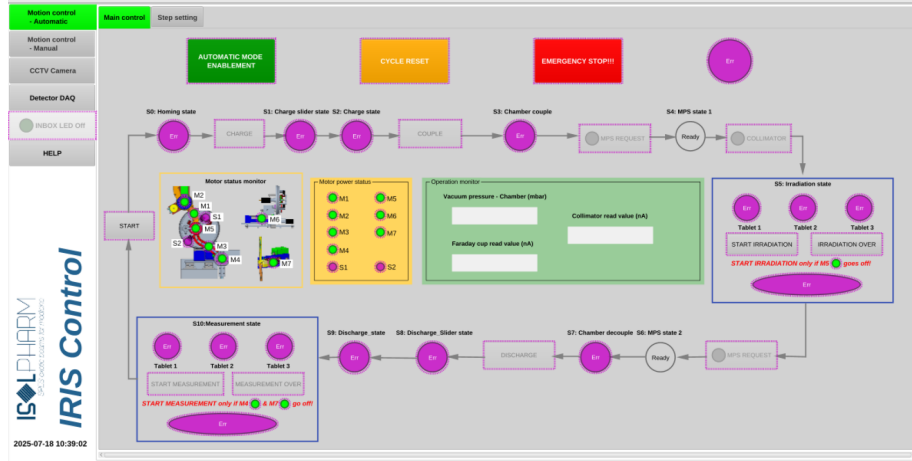 Motion control
- Automatic
Motion control
- Manual
CCTV Camera
Detector DAQ
INBOX LED Off
HELP
Main control
Step setting
AUTOMATIC MODE
ENABLEMENT
CYCLE RESET
EMERGENCY STOP!!!
Err
S0: Homing state
S1: Charge slider state
S2: Charge state
S3: Chamber couple
S4: MPS state 1
Err
CHARGE
Err
Err
COUPLE
Err
MPS REQUEST
Ready
COLLIMATOR
START
Motor status monitor
M2
M1
S1
M5
S2
M3
M4
M6
M7
Motor power status
M1
M5
M2
M6
M3
M7
M4
S1
S2
Operation monitor
Vacuum pressure - Chamber (mbar)
Collimator read value (nA)
Faraday cup read value (nA)
S5: Irradiation state
Err
Err
Err
Tablet 1
Tablet 2
Tablet 3
START IRRADIATION
IRRADIATION OVER
START IRRADIATION only if M5 goes off!
Err
S10:Measurement state
Err
Err
Err
Tablet 1
Tablet 2
Tablet 3
START MEASUREMENT
MEASUREMENT OVER
START MEASUREMENT only if M4 & M7 go off!
Err
S9: Discharge_state
S8: Discharge_Slider state
S7: Chamber decouple
S6: MPS state 2
Err
Err
DISCHARGE
Err
Ready
MPS REQUEST
ISOLPHARM
IRIS Control
2025-07-18 10:39:02